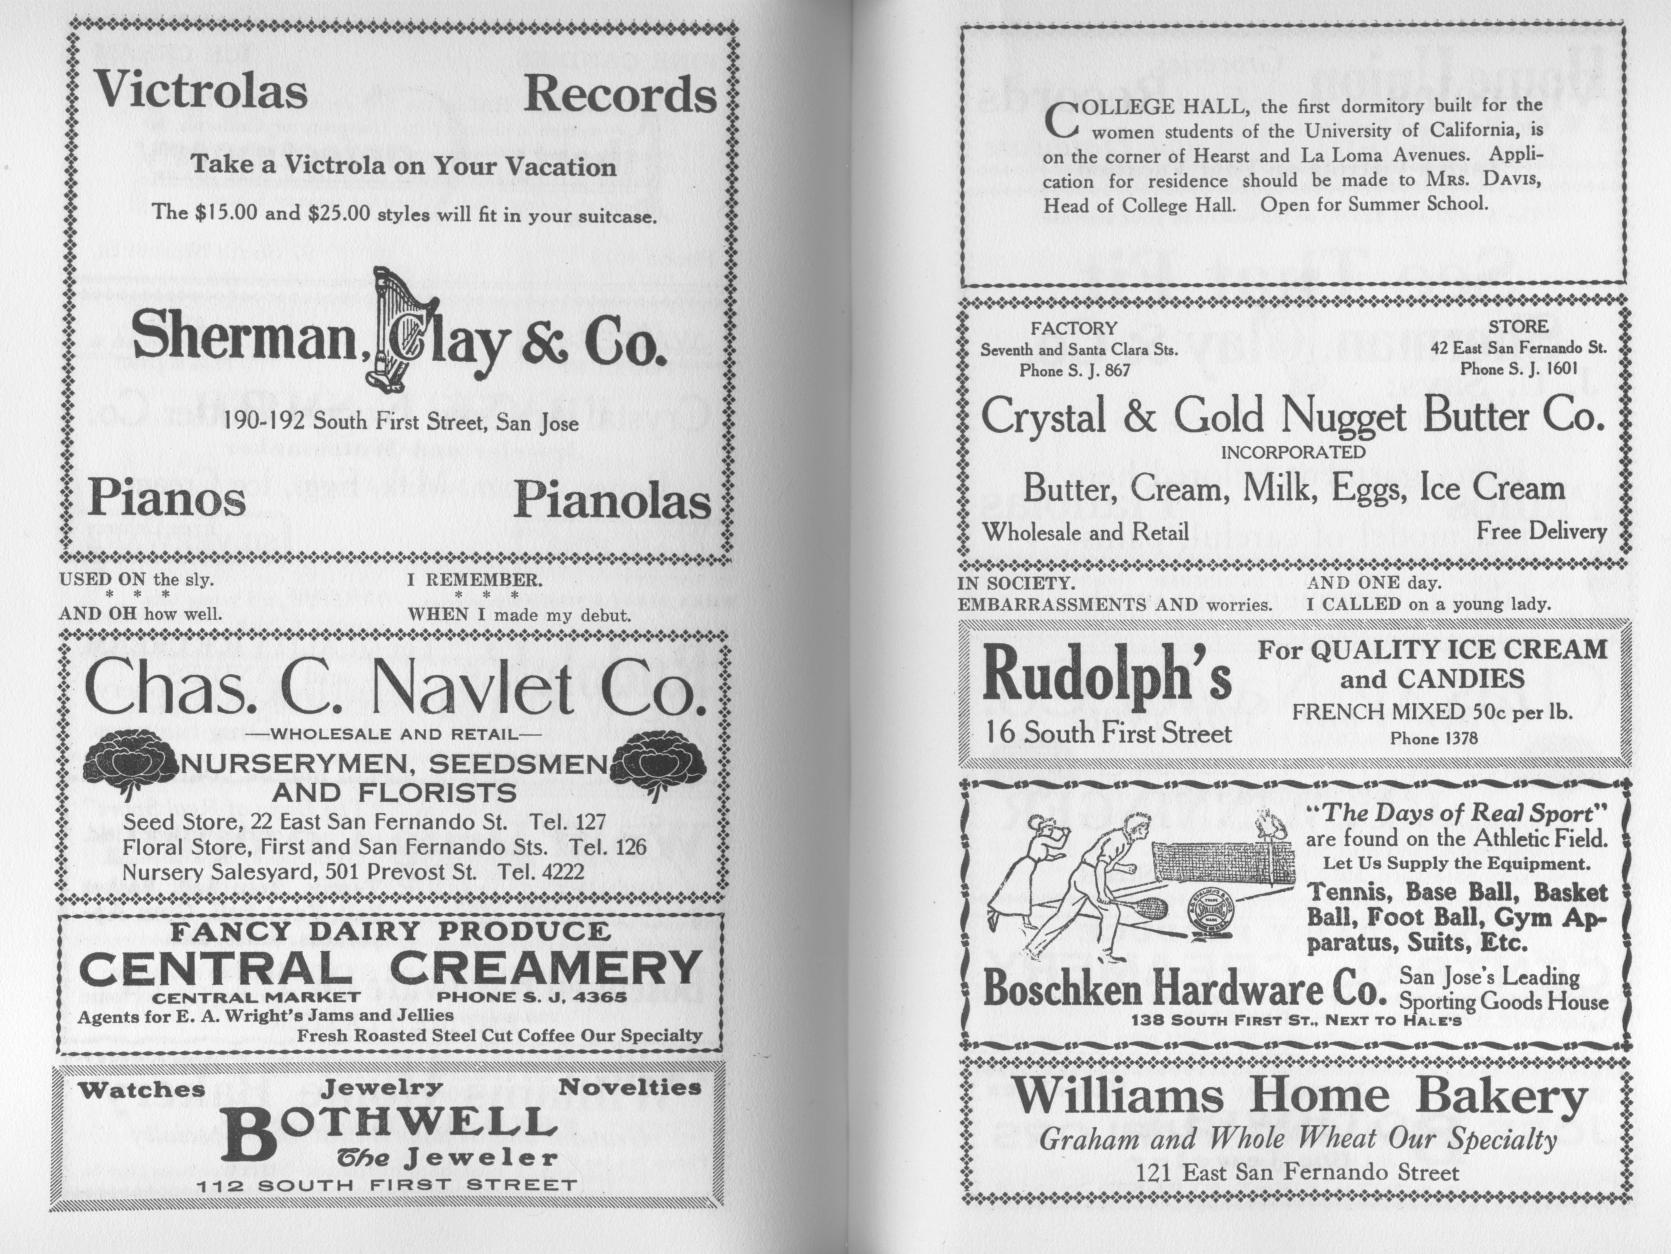 Victrolas Records
Take a Victrola on Your Vacation
The $15.00 and $25.00 styles will fit in your suitcase.
Sherman, Clay & Co.
190-192 South First Street, San Jose
Pianos Pianolas
USED ON the sly.
* * *
AND OH how well.
I REMEMBER.
* * *
WHEN I made my debut.
Chas. C. Navlet Co.
—WHOLESALE AND RETAIL—
NURSERYMEN, SEEDSMEN
AND FLORISTS
Seed Store, 22 East San Fernando St. Tel. 127
Floral Store, First and San Fernando Sts. Tel. 126
Nursery Salesyard, 501 Prevost St. Tel. 4222
FANCY DAIRY PRODUCE
CENTRAL CREAMERY
CENTRAL MARKET PHONE S. J. 4365
Agents for E. A. Wright's Jams and Jellies
Fresh Roasted Steel Cut Coffee Our Specialty
Watches Jewelry Novelties
BOTHWELL
The Jeweler
112 SOUTH FIRST STREET
COLLEGE HALL, the first dormitory built for the
women students of the University of California, is
on the corner of Hearst and La Loma Avenues. Appli-
cation for residence should be made to MRS. DAVIS,
Head of College Hall. Open for Summer School.
FACTORY
Seventh and Santa Clara Sts.
Phone S. J. 867
STORE
42 East San Fernando St.
Phone S. J. 1601
Crystal & Gold Nugget Butter Co.
INCORPORATED
Butter, Cream, Milk, Eggs, Ice Cream
Wholesale and Retail Free Delivery
IN SOCIETY.
EMBARRASSMENTS AND worries.
AND ONE day.
I CALLED on a young lady.
Rudolph's
16 South First Street
For QUALITY ICE CREAM
and CANDIES
FRENCH MIXED 50c per lb.
Phone 1378
"The Days of Real Sport"
are found on the Athletic Field.
Let Us Supply the Equipment.
Tennis, Base Ball, Basket
Ball, Foot Ball, Gym Ap-
paratus, Suits, Etc.
SPALDING
Boschken Hardware Co.
San Jose's Leading
Sporting Goods House
138 SOUTH FIRST ST., NEXT TO HALE'S
Williams Home Bakery
Graham and Whole Wheat Our Specialty
121 East San Fernando Street